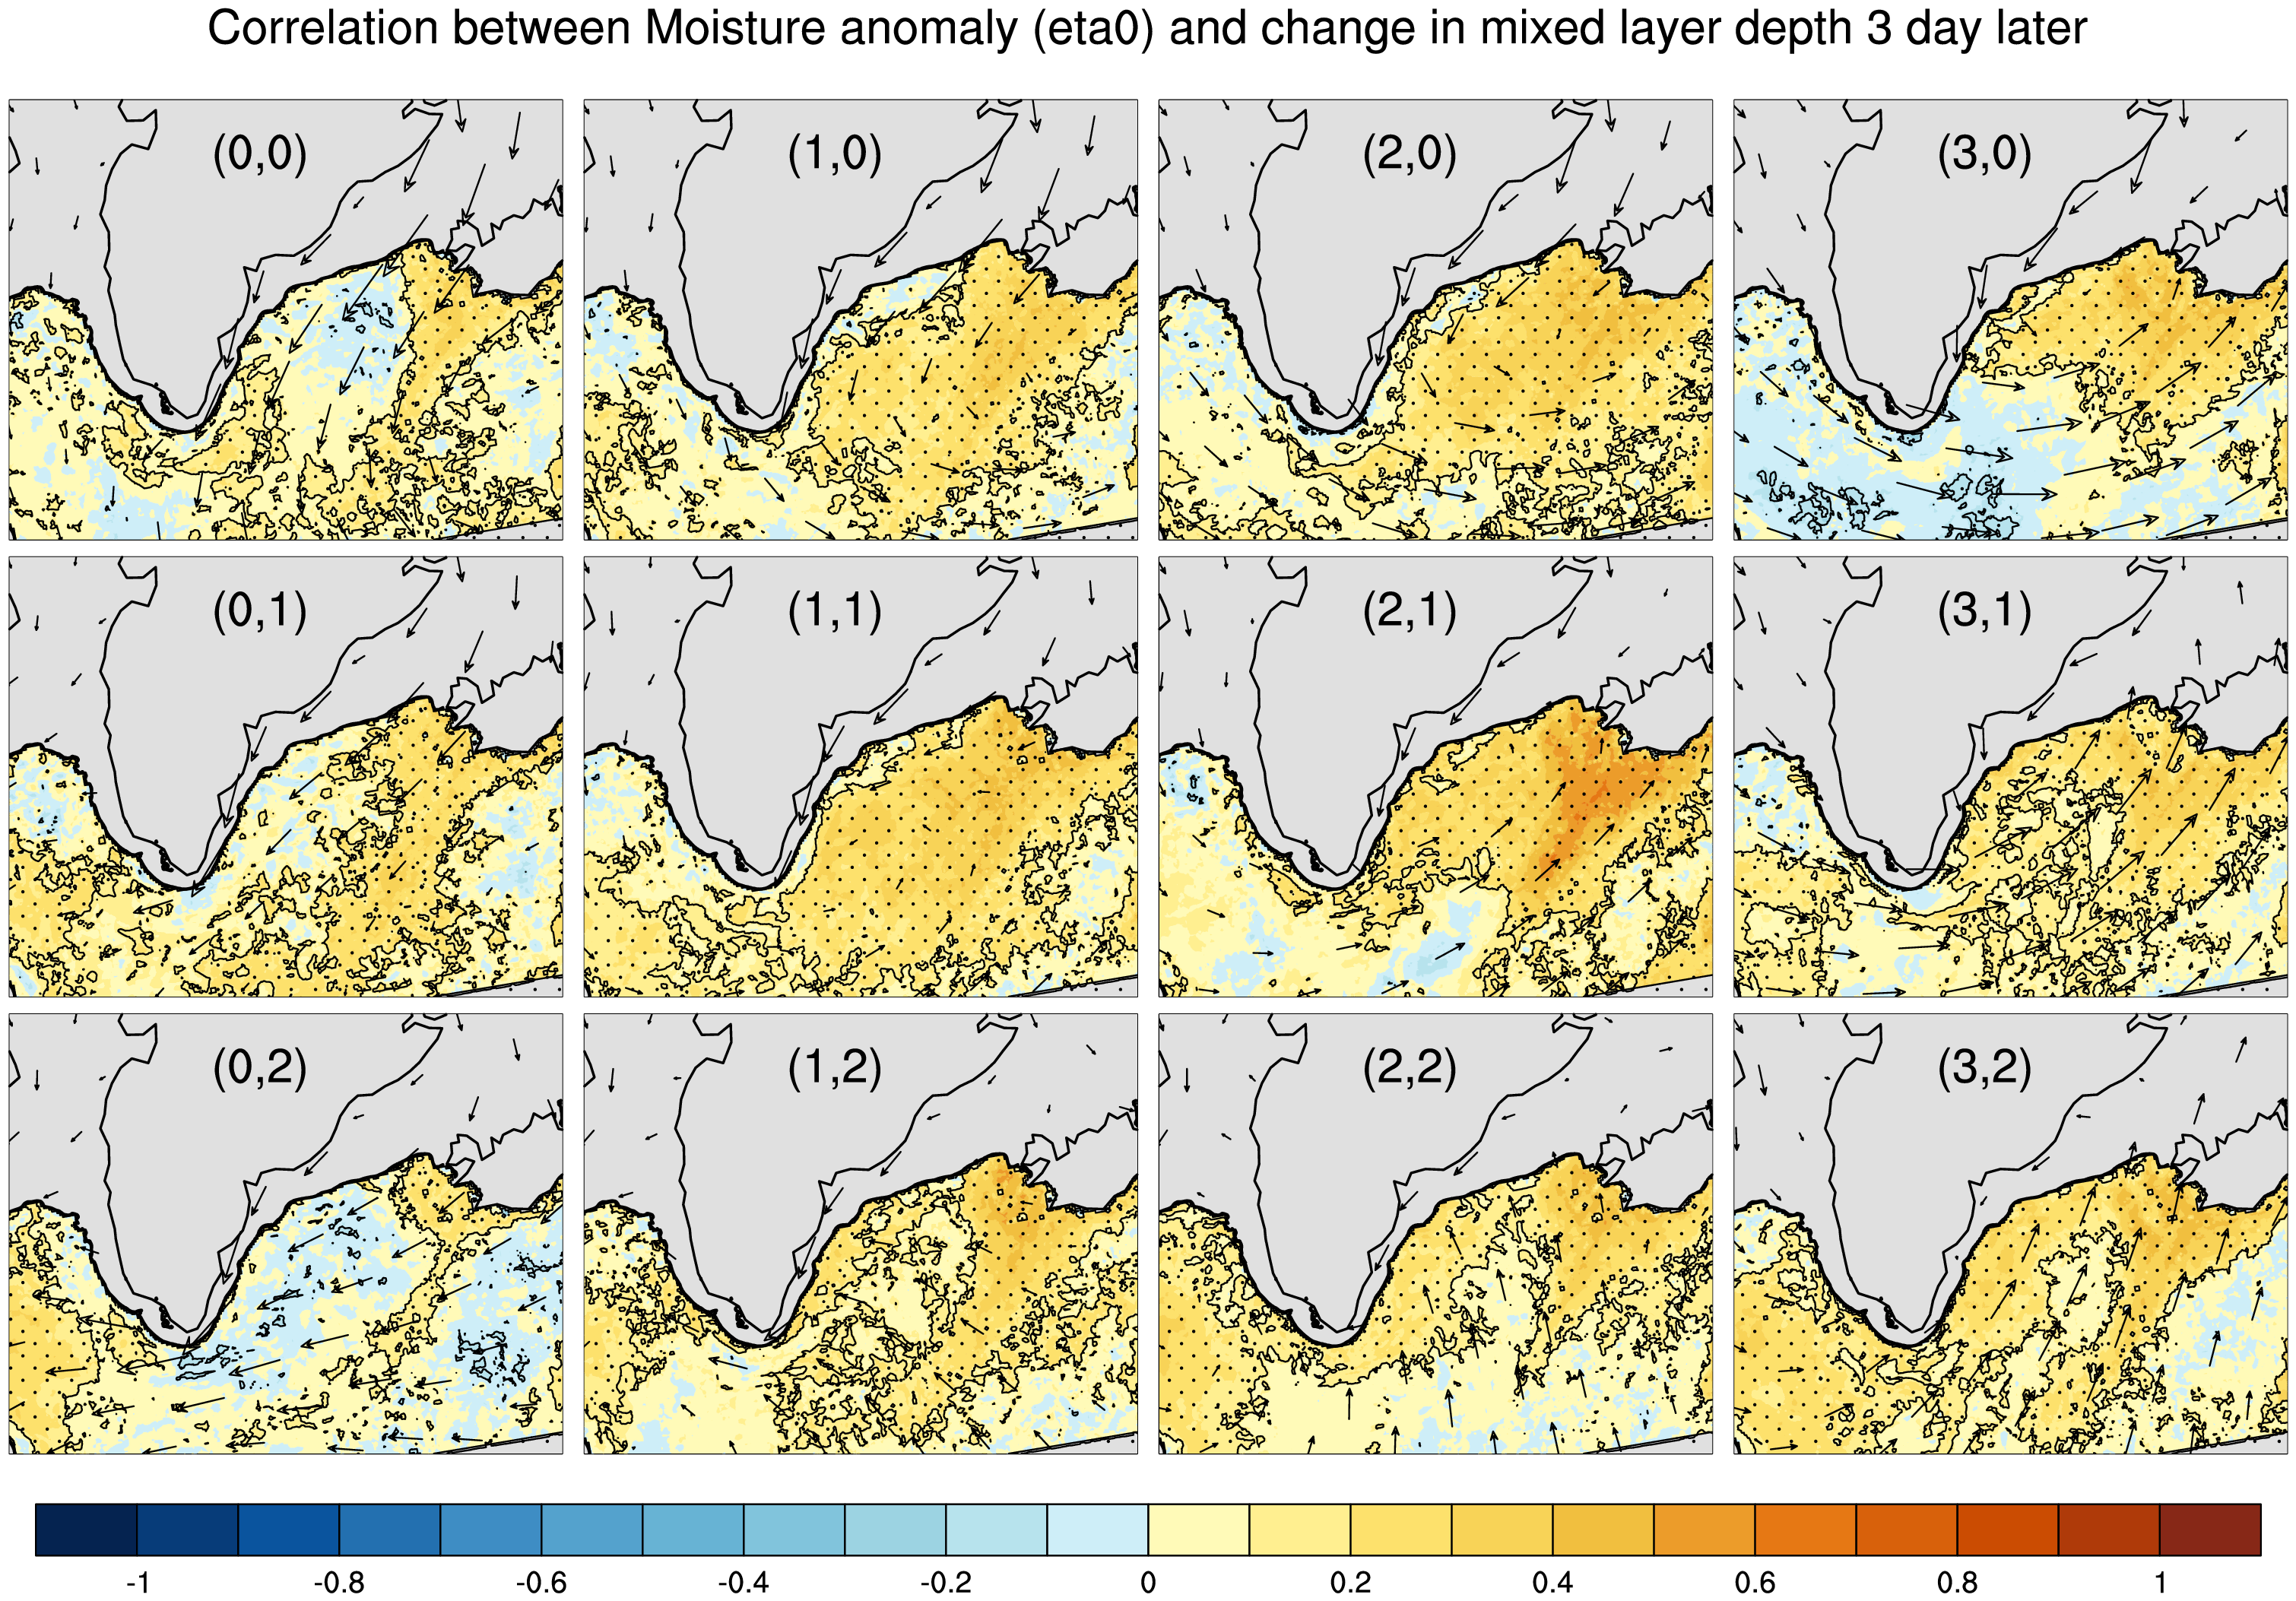 Correlation between Moisture anomaly (eta0) and change in mixed layer depth 3 day later
(0,0) (1,0) (2,0) (3,0)
(0,1) (1,1) (2,1) (3,1)
(0,2) (1,2) (2,2) (3,2)
-1 -0.8 -0.6 -0.4 -0.2 0 0.2 0.4 0.6 0.8 1